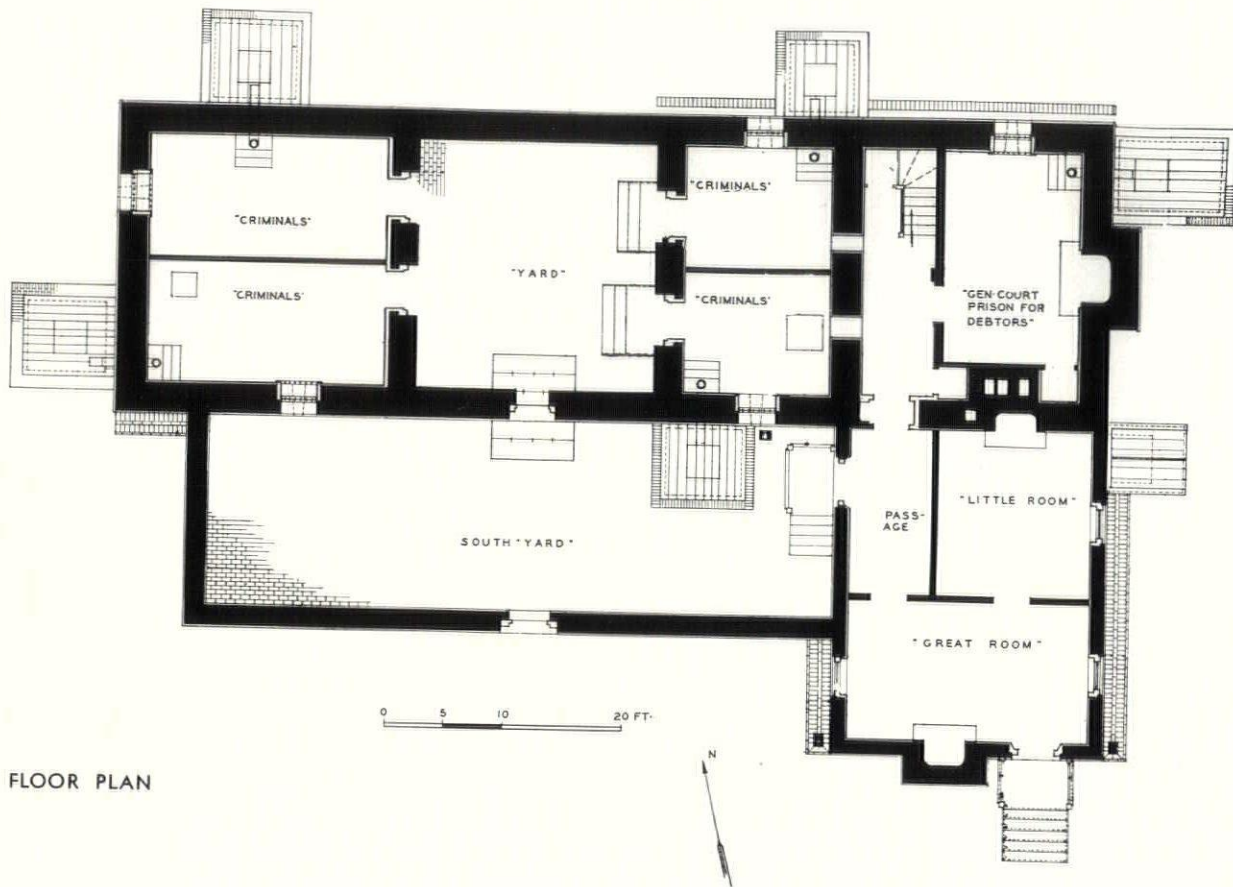 "CRIMINALS"
"CRIMINALS"
"YARD"
"CRIMINALS"
"CRIMINALS"
"GEN-COURT
PRISON FOR
DEBTORS"
"LITTLE ROOM"
PASS-
AGE
SOUTH "YARD"
"GREAT ROOM"
0 5 10 20 FT-
N
FLOOR PLAN